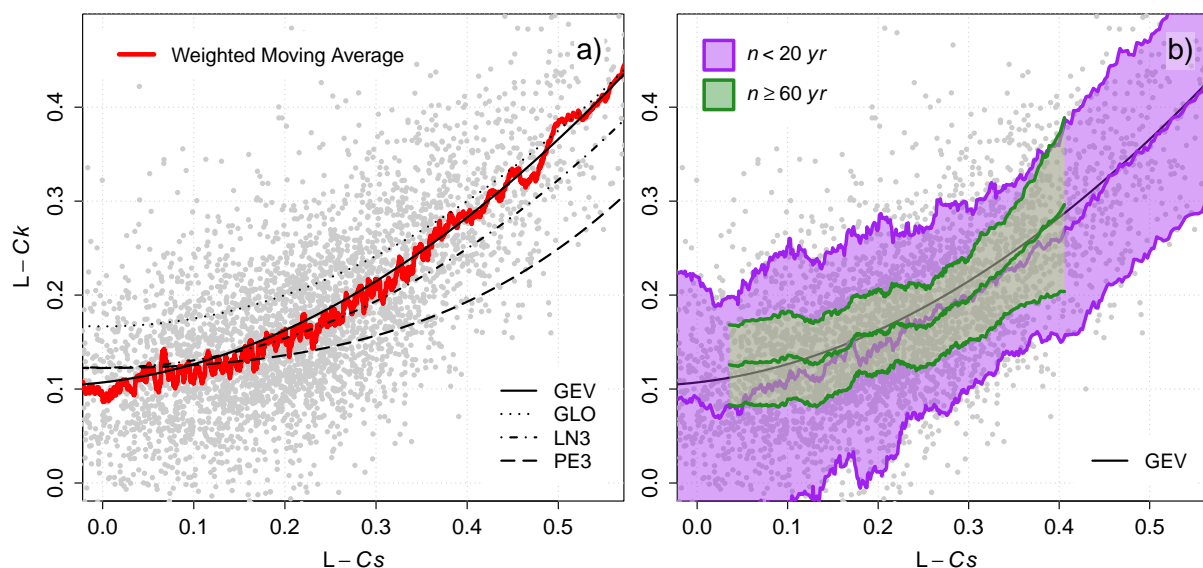 Weighted Moving Average
a)
L − Ck
0.0
0.1
0.2
0.3
0.4
GEV
GLO
LN3
PE3
0.0 0.1 0.2 0.3 0.4 0.5
L − Cs
n < 20 yr
n ≥ 60 yr
b)
0.0
0.1
0.2
0.3
0.4
GEV
0.0 0.1 0.2 0.3 0.4 0.5
L − Cs